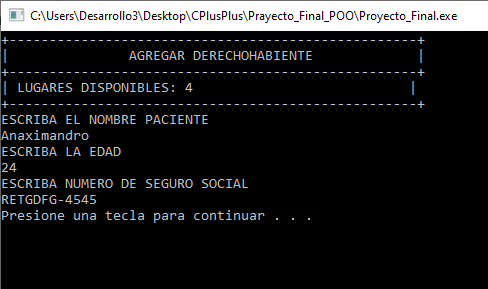 C:\Users\Desarrollo3\Desktop\CPlusPlus\Prayecto_Final_POO\Proyecto_Final.exe
+------------------------------------------------+
|              AGREGAR DERECHOHABIENTE            |
+------------------------------------------------+
| LUGARES DISPONIBLES: 4                         |
+------------------------------------------------+
ESCRIBA EL NOMBRE PACIENTE
Anaximandro
ESCRIBA LA EDAD
24
ESCRIBA NUMERO DE SEGURO SOCIAL
RETGDFG-4545
Presione una tecla para continuar . . .